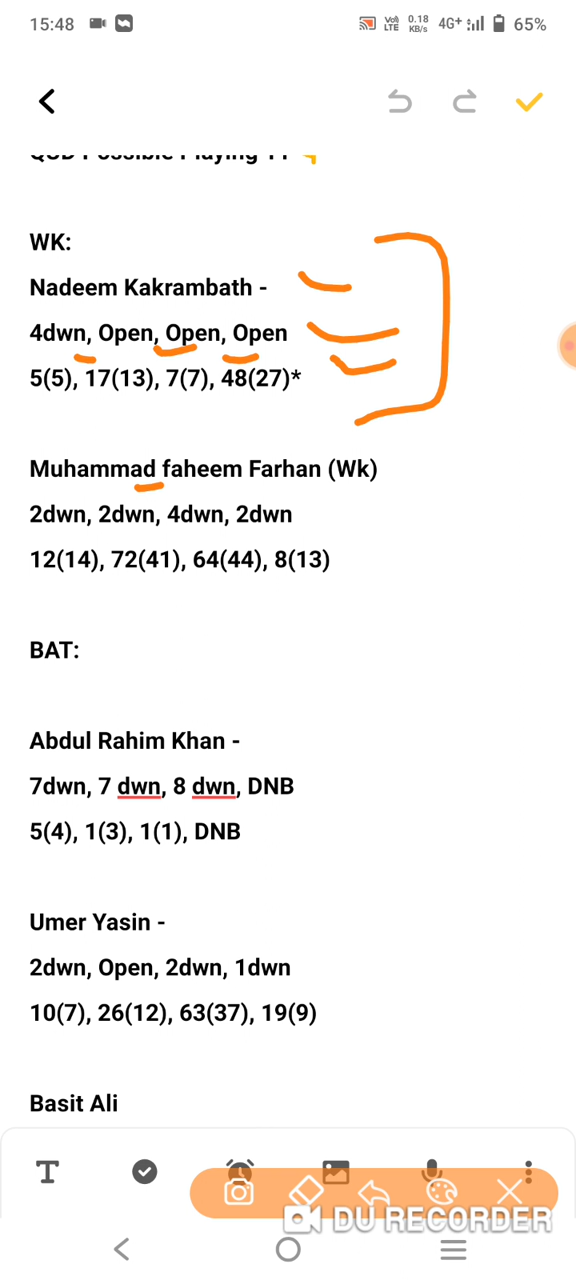 15:48 Vo) LTE 0.18 KB/s 4G+ 65%
WK:
Nadeem Kakrambath -
4dwn, Open, Open, Open
5(5), 17(13), 7(7), 48(27)*
Muhammad faheem Farhan (Wk)
2dwn, 2dwn, 4dwn, 2dwn
12(14), 72(41), 64(44), 8(13)
BAT:
Abdul Rahim Khan -
7dwn, 7 dwn, 8 dwn, DNB
5(4), 1(3), 1(1), DNB
Umer Yasin -
2dwn, Open, 2dwn, 1dwn
10(7), 26(12), 63(37), 19(9)
Basit Ali
T
DU RECORDER